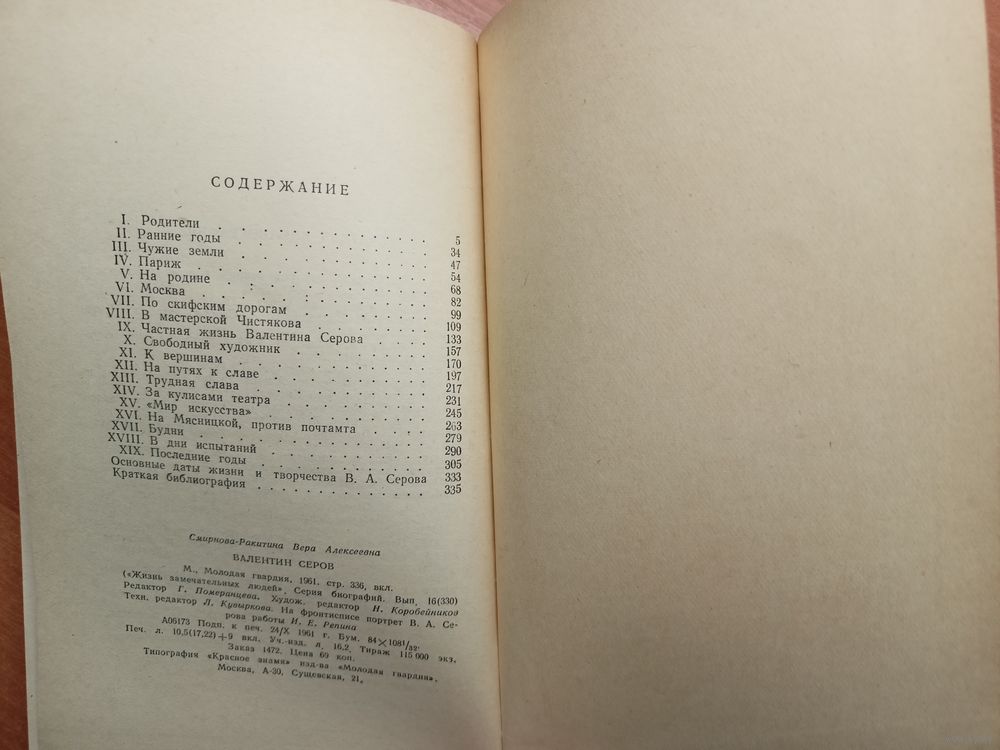 СОДЕРЖАНИЕ
I. Родители . . . . . . . . . . . . 5
II. Ранние годы . . . . . . . . . . . 34
III. Чужие земли . . . . . . . . . . 47
IV. Париж . . . . . . . . . . . . 54
V. На родине . . . . . . . . . . . 68
VI. Москва . . . . . . . . . . . . 82
VII. По скифским дорогам . . . . . . . 99
VIII. В мастерской Чистякова . . . . . . 109
IX. Частная жизнь Валентина Серова . . . . 133
X. Свободный художник . . . . . . . . 157
XI. К вершинам . . . . . . . . . . 170
XII. На путях к славе . . . . . . . . . 197
XIII. Трудная слава . . . . . . . . . 217
XIV. За кулисами театра . . . . . . . . 231
XV. «Мир искусства» . . . . . . . . . 245
XVI. На Мясницкой, против почтамта . . . . 263
XVII. Будни . . . . . . . . . . . . 279
XVIII. В дни испытаний . . . . . . . . . 290
XIX. Последние годы . . . . . . . . . 305
Основные даты жизни и творчества В. А. Серова 333
Краткая библиография . . . . . . . . . . 335
Смирнова-Ракитина Вера Алексеевна
ВАЛЕНТИН СЕРОВ
М., Молодая гвардия, 1961, стр. 336, вкл.
(«Жизнь замечательных людей». Серия биографий. Вып. 16(330)
Редактор Г. Померанцева. Худож. редактор Н. Коробейников
Техн. редактор Л. Кувыркова. На фронтисписе портрет В. А. Се-
рова работы И. Е. Репина
А06173 Подп. к печ. 24/X 1961 г. Бум. 84×108 1/32.
Печ. л. 10,5(17,22)+9 вкл. Уч.-изд. л. 16,2. Тираж 115 000 экз.
Заказ 1472. Цена 69 коп.
Типография «Красное знамя» изд-ва «Молодая гвардия».
Москва, А-30, Сущевская, 21.